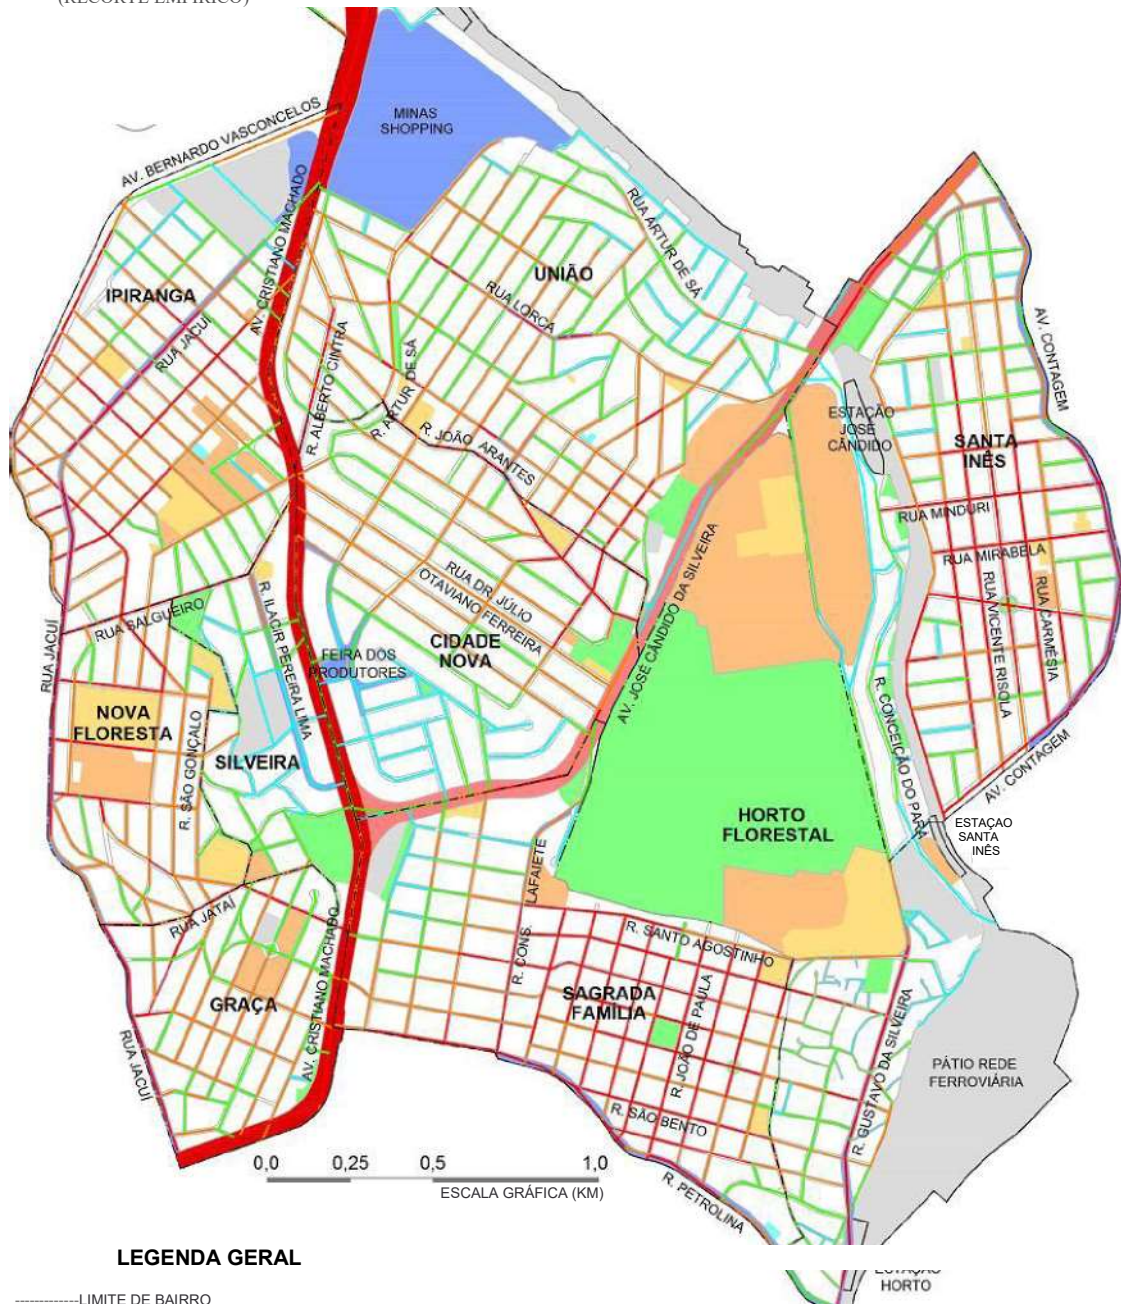 (RECORTE EMPÍRICO)
MINAS
SHOPPING
AV. BERNARDO VASCONCELOS
AV. CRISTIANO MACHADO
RUA ARTUR DE SÁ
UNIÃO
IPIRANGA
RUA LORCA
RUA JACUÍ
R. ALBERTO CINTRA
R. ARTUR DE SÁ
AV. CONTAGEM
R. JOÃO ARANTES
ESTAÇÃO
JOSÉ
CÂNDIDO
SANTA
INÊS
RUA MINDURI
RUA MIRABELA
RUA VICENTE RISOLA
RUA CARMÉSIA
RUA DR. JÚLIO
OTAVIANO FERREIRA
RUA BALGUEIRO
R. ILACIR PEREIRA LIMA
CIDADE
NOVA
FEIRA DOS
PRODUTORES
AV. JOSÉ CÂNDIDO DA SILVEIRA
RUA JACUÍ
NOVA
FLORESTA
R. SÃO GONÇALO
SILVEIRA
R. CONCEIÇÃO DO PARÁ
AV. CONTAGEM
HORTO
FLORESTAL
ESTAÇAO
SANTA
INÊS
R. CONS. LAFAIETE
RUA JATAÍ
R. SANTO AGOSTINHO
GRAÇA
AV. CRISTIANO MACHADO
SAGRADA
FAMÍLIA
R. JOÃO DE PAULA
R. GUSTAVO DA SILVEIRA
PÁTIO REDE
FERROVIÁRIA
RUA JACUÍ
R. SÃO BENTO
R. PETROLINA
0,0 0,25 0,5 1,0
ESCALA GRÁFICA (KM)
LEGENDA GERAL
ESTAÇÃO
HORTO
-------------LIMITE DE BAIRRO